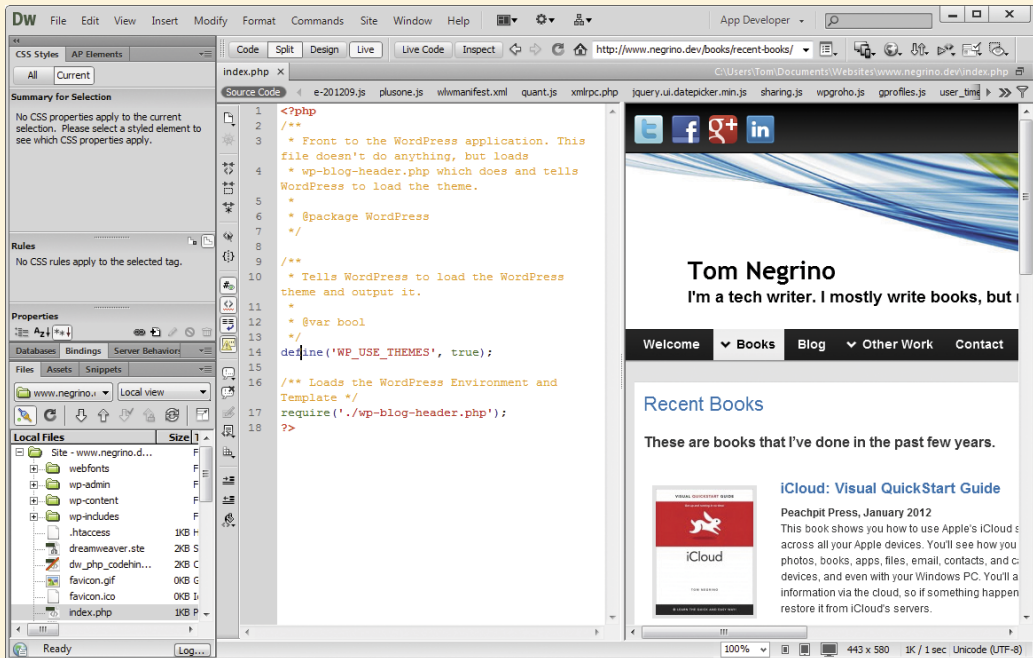 DW File Edit View Insert Modify Format Commands Site Window Help App Developer
CSS Styles AP Elements
All Current
Summary for Selection
No CSS properties apply to the current
selection. Please select a styled element to
see which CSS properties apply.
Rules
No CSS rules apply to the selected tag.
Properties
Databases Bindings Server Behaviors
Files Assets Snippets
www.negrino.c Local view
Local Files Size
Site - www.negrino.d... F
webfonts F
wp-admin F
wp-content F
wp-includes F
.htaccess 1KB H
dreamweaver.ste 2KB S
dw_php_codehin... 2KB C
favicon.gif 0KB G
favicon.ico 0KB
index.php 1KB P
Ready Log...
Code Split Design Live Live Code Inspect http://www.negrino.dev/books/recent-books/
index.php × C:\Users\Tom\Documents\Websites\www.negrino.dev\index.php
Source Code e-201209.js plusone.js wlwmanifest.xml quant.js xmlrpc.php jquery.ui.datepicker.min.js sharing.js wpgroho.js gprofiles.js user_time
1 <?php
2 /**
3 * Front to the WordPress application. This
file doesn't do anything, but loads
4 * wp-blog-header.php which does and tells
WordPress to load the theme.
5 *
6 * @package WordPress
7 */
8
9 /**
10 * Tells WordPress to load the WordPress
theme and output it.
11 *
12 * @var bool
13 */
14 define('WP_USE_THEMES', true);
15
16 /** Loads the WordPress Environment and
Template */
17 require('./wp-blog-header.php');
18 ?>
Tom Negrino
I'm a tech writer. I mostly write books, but
Welcome Books Blog Other Work Contact
Recent Books
These are books that I've done in the past few years.
VISUAL QUICKSTART GUIDE
iCloud
TOM NEGRINO
LEARN THE QUICK AND EASY WAY!
iCloud: Visual QuickStart Guide
Peachpit Press, January 2012
This book shows you how to use Apple's iCloud s
across all your Apple devices. You'll see how you
photos, books, apps, files, email, contacts, and c
devices, and even with your Windows PC. You'll a
information via the cloud, so if something happen
restore it from iCloud's servers.
100% 443 x 580 1K / 1 sec Unicode (UTF-8)